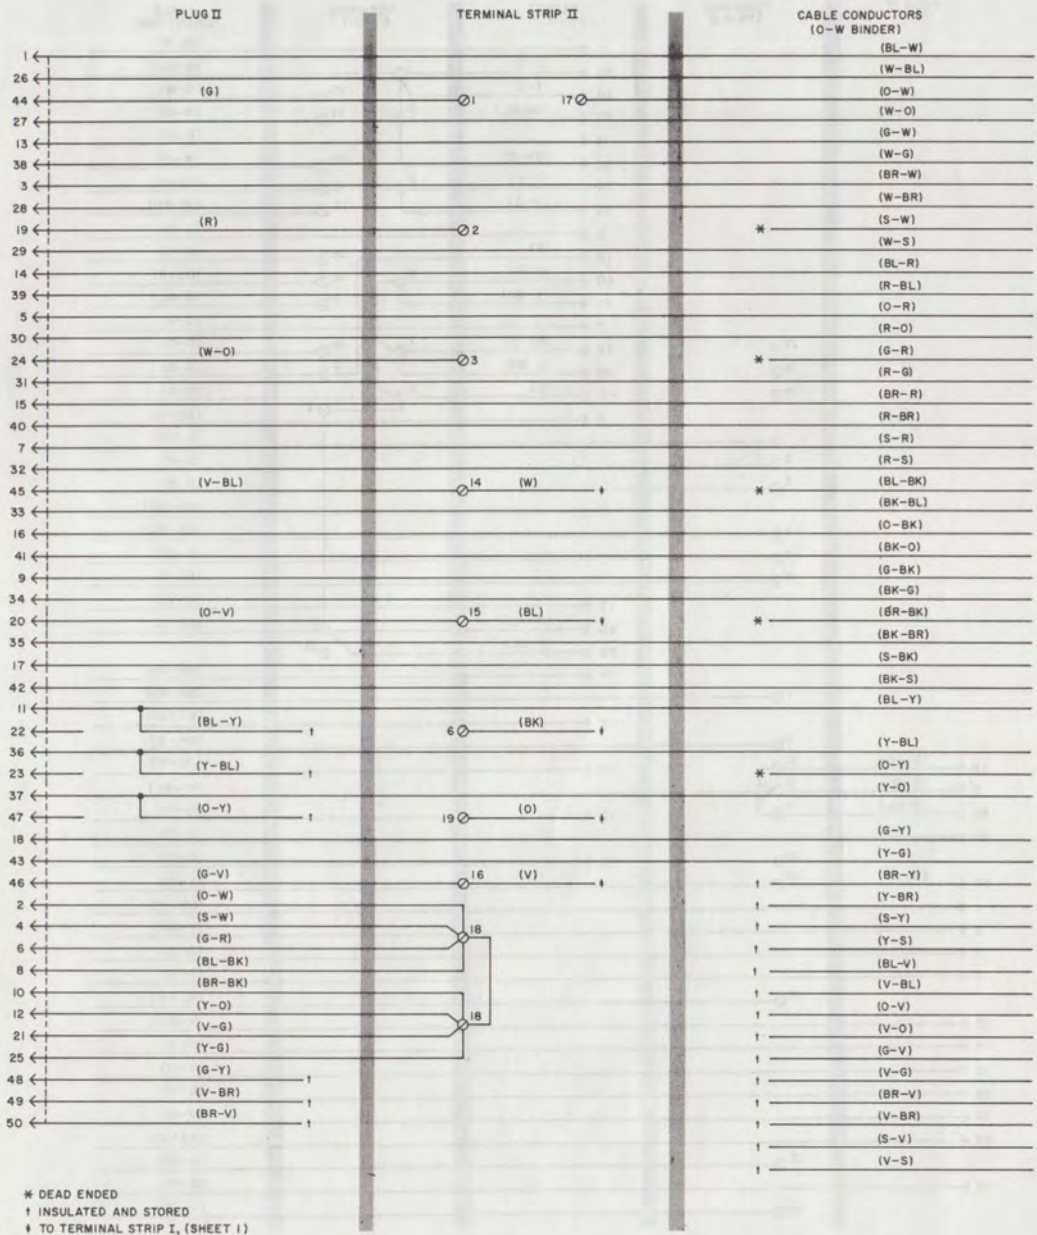 PLUG II TERMINAL STRIP II CABLE CONDUCTORS
(O-W BINDER)
1 (BL-W)
26 (W-BL)
44 (G) 1 17 (O-W)
27 (W-O)
13 (G-W)
38 (W-G)
3 (BR-W)
28 (W-BR)
19 (R) 2 * (S-W)
29 (W-S)
14 (BL-R)
39 (R-BL)
5 (O-R)
30 (R-O)
24 (W-O) 3 * (G-R)
31 (R-G)
15 (BR-R)
40 (R-BR)
7 (S-R)
32 (R-S)
45 (V-BL) 14 (W) ‡ * (BL-BK)
33 (BK-BL)
16 (O-BK)
41 (BK-O)
9 (G-BK)
34 (BK-G)
20 (O-V) 15 (BL) ‡ * (BR-BK)
35 (BK-BR)
17 (S-BK)
42 (BK-S)
11 (BL-Y)
22 (BL-Y) † 6 (BK) ‡
36 (Y-BL)
23 (Y-BL) † * (O-Y)
37 (Y-O)
47 (O-Y) † 19 (O) ‡
18 (G-Y)
43 (Y-G)
46 (G-V) 16 (V) ‡ † (BR-Y)
2 (O-W) † (Y-BR)
4 (S-W) 18 † (S-Y)
6 (G-R) † (Y-S)
8 (BL-BK) † (BL-V)
10 (BR-BK) † (V-BL)
12 (Y-O) 18 † (O-V)
21 (V-G) † (V-O)
25 (Y-G) † (G-V)
48 (G-Y) † † (V-G)
49 (V-BR) † † (BR-V)
50 (BR-V) † † (V-BR)
† (S-V)
† (V-S)
* DEAD ENDED
† INSULATED AND STORED
‡ TO TERMINAL STRIP I, (SHEET 1)